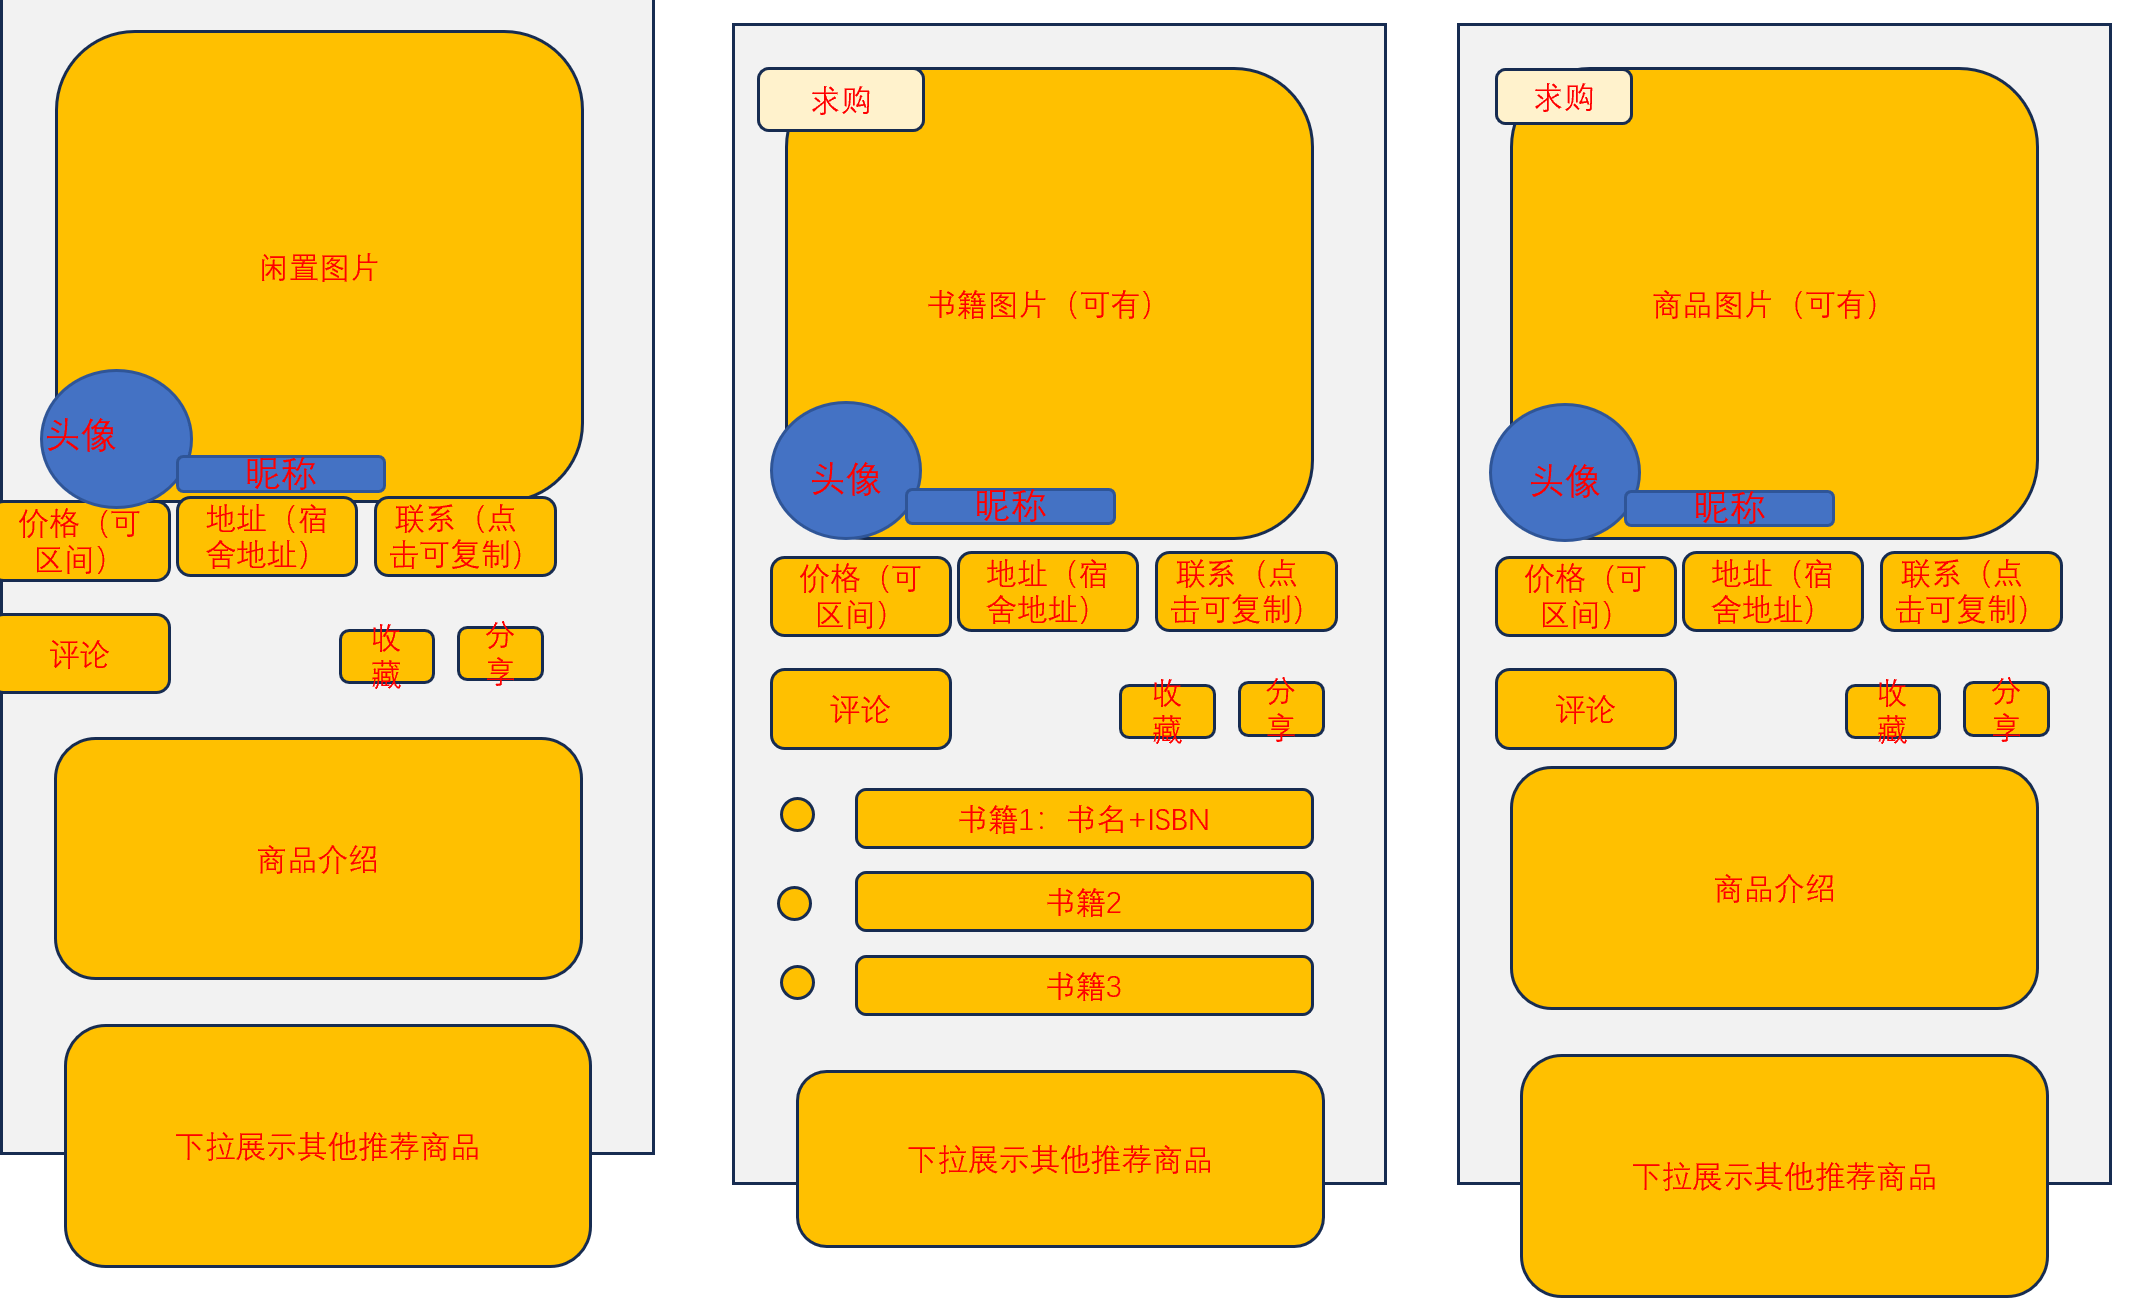 闲置图片
头像
昵称
价格（可
区间）
地址（宿
舍地址）
联系（点
击可复制）
评论
收
藏
分
享
商品介绍
下拉展示其他推荐商品
求购
书籍图片（可有）
头像
昵称
价格（可
区间）
地址（宿
舍地址）
联系（点
击可复制）
评论
收
藏
分
享
书籍1：书名+ISBN
书籍2
书籍3
下拉展示其他推荐商品
求购
商品图片（可有）
头像
昵称
价格（可
区间）
地址（宿
舍地址）
联系（点
击可复制）
评论
收
藏
分
享
商品介绍
下拉展示其他推荐商品